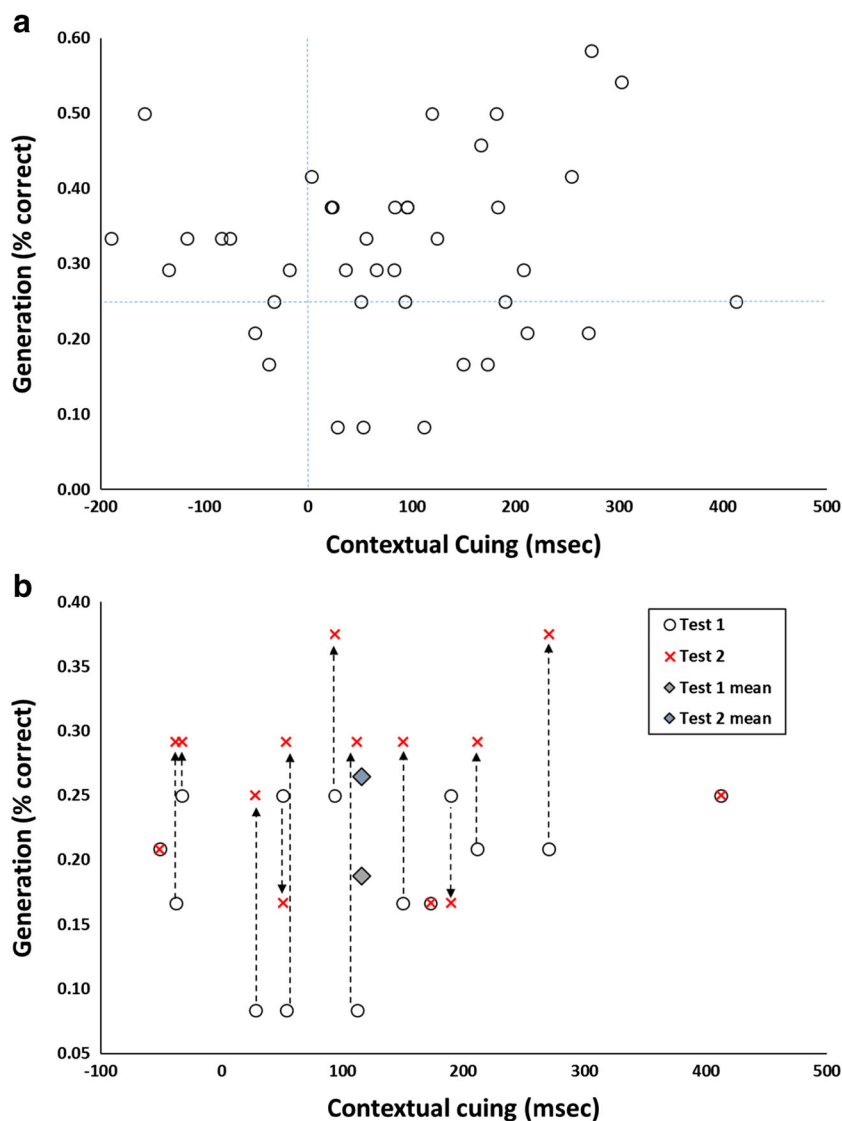 a
0.60
0.50
0.40
0.30
0.20
0.10
0.00
Generation (% correct)
-200 -100 0 100 200 300 400 500
Contextual Cuing (msec)
b
0.40
0.35
0.30
0.25
0.20
0.15
0.10
0.05
Generation (% correct)
Test 1
Test 2
Test 1 mean
Test 2 mean
-100 0 100 200 300 400 500
Contextual cuing (msec)